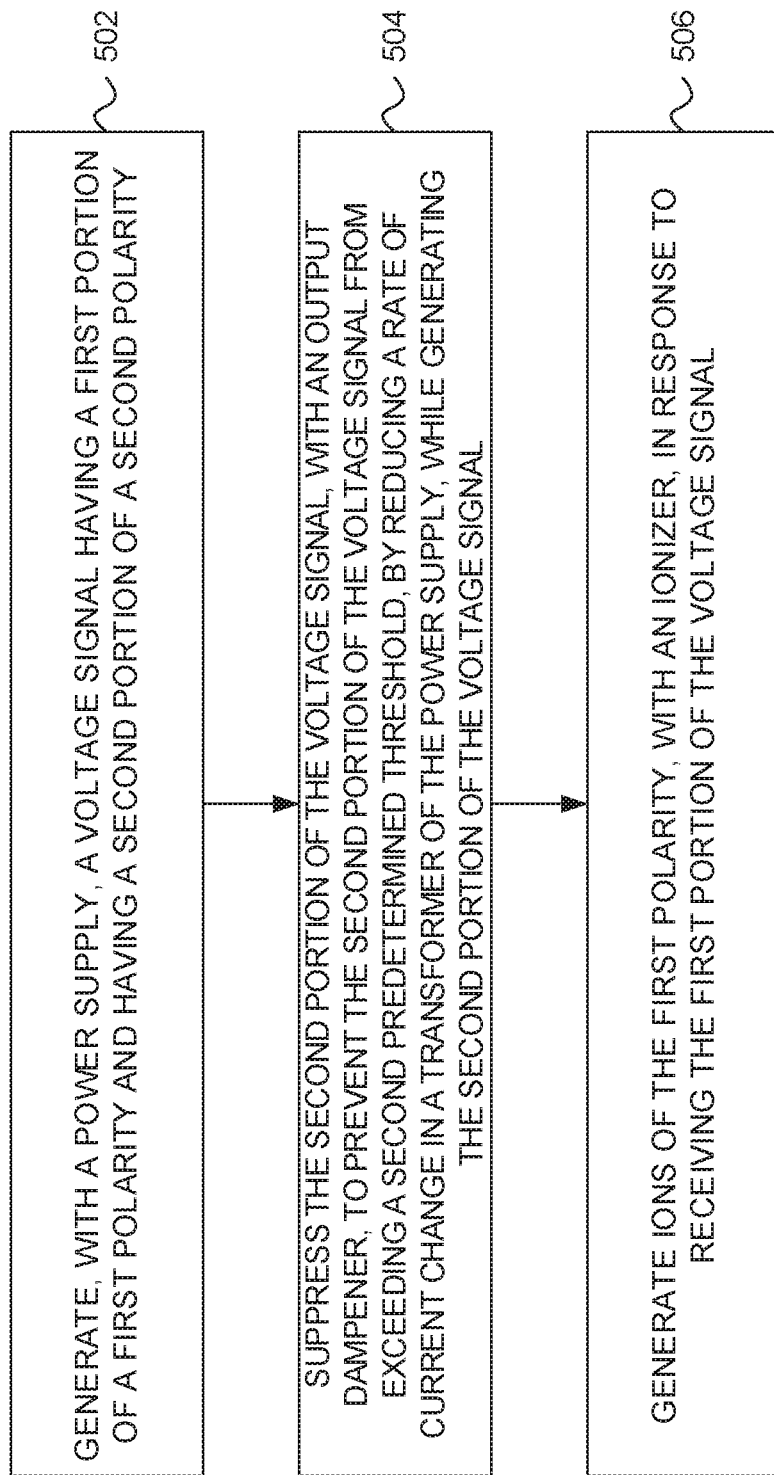 GENERATE, WITH A POWER SUPPLY, A VOLTAGE SIGNAL HAVING A FIRST PORTION
OF A FIRST POLARITY AND HAVING A SECOND PORTION OF A SECOND POLARITY
502
SUPPRESS THE SECOND PORTION OF THE VOLTAGE SIGNAL, WITH AN OUTPUT
DAMPENER, TO PREVENT THE SECOND PORTION OF THE VOLTAGE SIGNAL FROM
EXCEEDING A SECOND PREDETERMINED THRESHOLD, BY REDUCING A RATE OF
CURRENT CHANGE IN A TRANSFORMER OF THE POWER SUPPLY, WHILE GENERATING
THE SECOND PORTION OF THE VOLTAGE SIGNAL
504
GENERATE IONS OF THE FIRST POLARITY, WITH AN IONIZER, IN RESPONSE TO
RECEIVING THE FIRST PORTION OF THE VOLTAGE SIGNAL
506